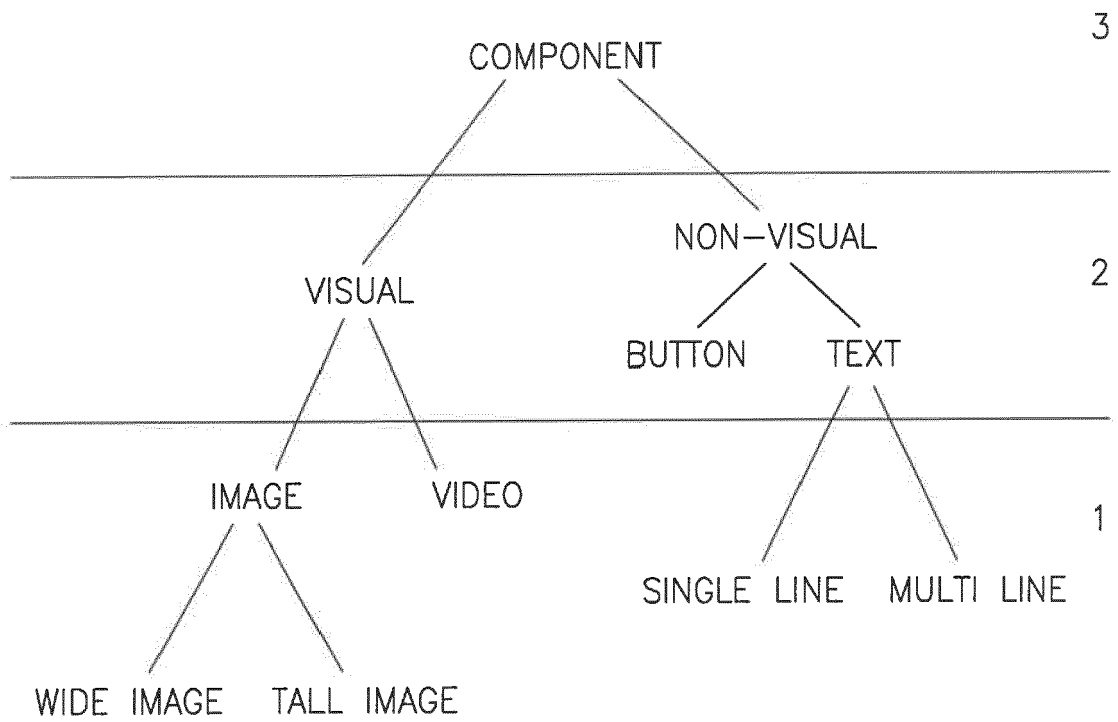 3
COMPONENT
NON-VISUAL
2
VISUAL
BUTTON TEXT
IMAGE VIDEO
1
SINGLE LINE MULTI LINE
WIDE IMAGE TALL IMAGE